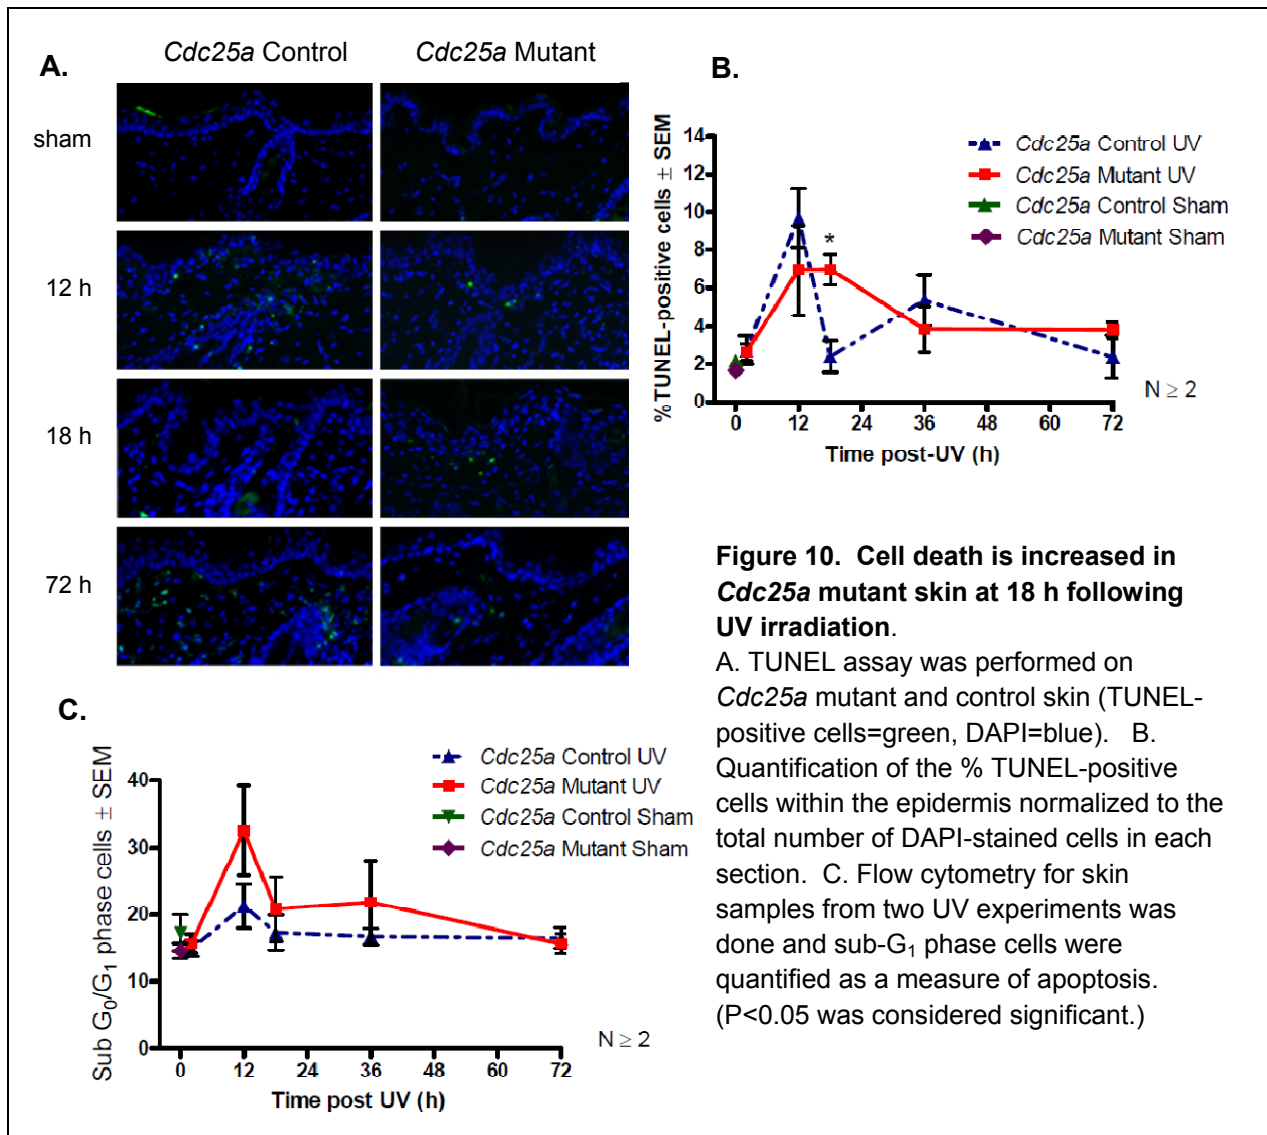 A.
Cdc25a Control
Cdc25a Mutant
sham
12 h
18 h
72 h
B.
%TUNEL-positive cells ± SEM
14
12
10
8
6
4
2
0
0
12
24
36
48
60
72
Time post-UV (h)
*
Cdc25a Control UV
Cdc25a Mutant UV
Cdc25a Control Sham
Cdc25a Mutant Sham
N ≥ 2
C.
Sub G₀/G₁ phase cells ± SEM
40
30
20
10
0
0
12
24
36
48
60
72
Time post UV (h)
Cdc25a Control UV
Cdc25a Mutant UV
Cdc25a Control Sham
Cdc25a Mutant Sham
N ≥ 2
Figure 10. Cell death is increased in
Cdc25a mutant skin at 18 h following
UV irradiation.
A. TUNEL assay was performed on
Cdc25a mutant and control skin (TUNEL-
positive cells=green, DAPI=blue). B.
Quantification of the % TUNEL-positive
cells within the epidermis normalized to the
total number of DAPI-stained cells in each
section. C. Flow cytometry for skin
samples from two UV experiments was
done and sub-G₁ phase cells were
quantified as a measure of apoptosis.
(P<0.05 was considered significant.)